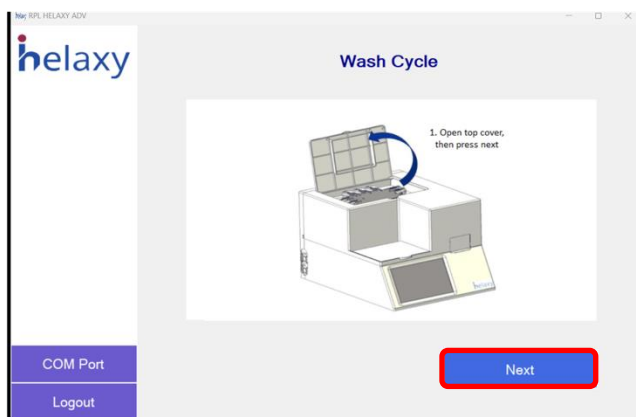 RPL HELAXY ADV
helaxy
Wash Cycle
1. Open top cover,
then press next
helaxy
COM Port
Next
Logout